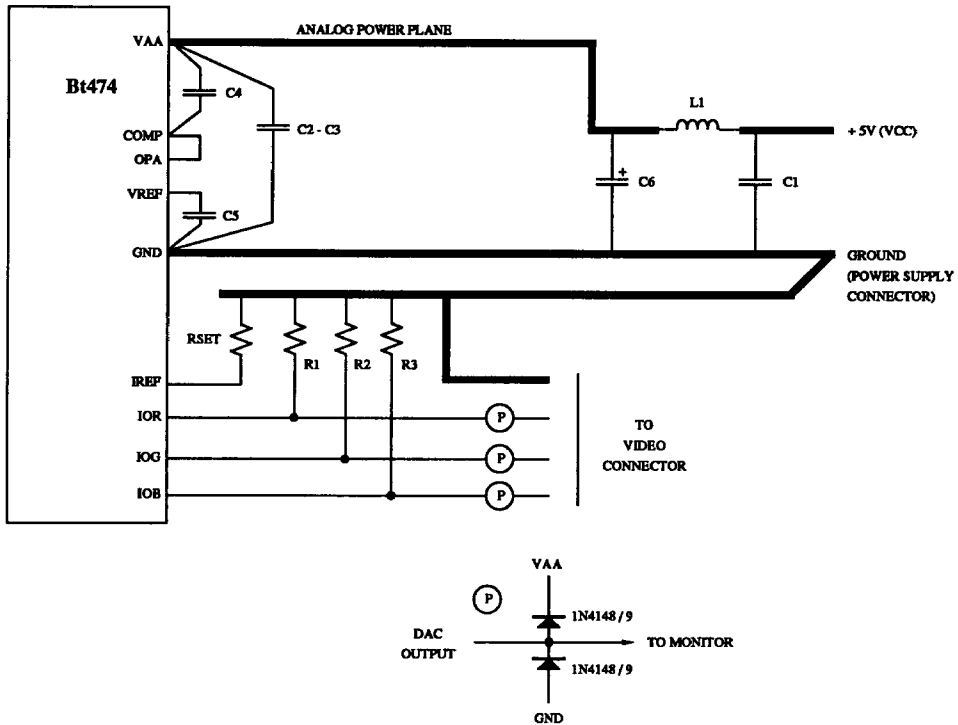 ANALOG POWER PLANE
VAA
Bt474
C4
L1
C2 - C3
+ 5V (VCC)
COMP
OPA
+
C6
C1
VREF
C5
GND
GROUND
(POWER SUPPLY
CONNECTOR)
RSET
R1
R2
R3
IREF
IOR
P
TO
VIDEO
CONNECTOR
IOG
P
IOB
P
VAA
P
1N4148 / 9
DAC
OUTPUT
TO MONITOR
1N4148 / 9
GND